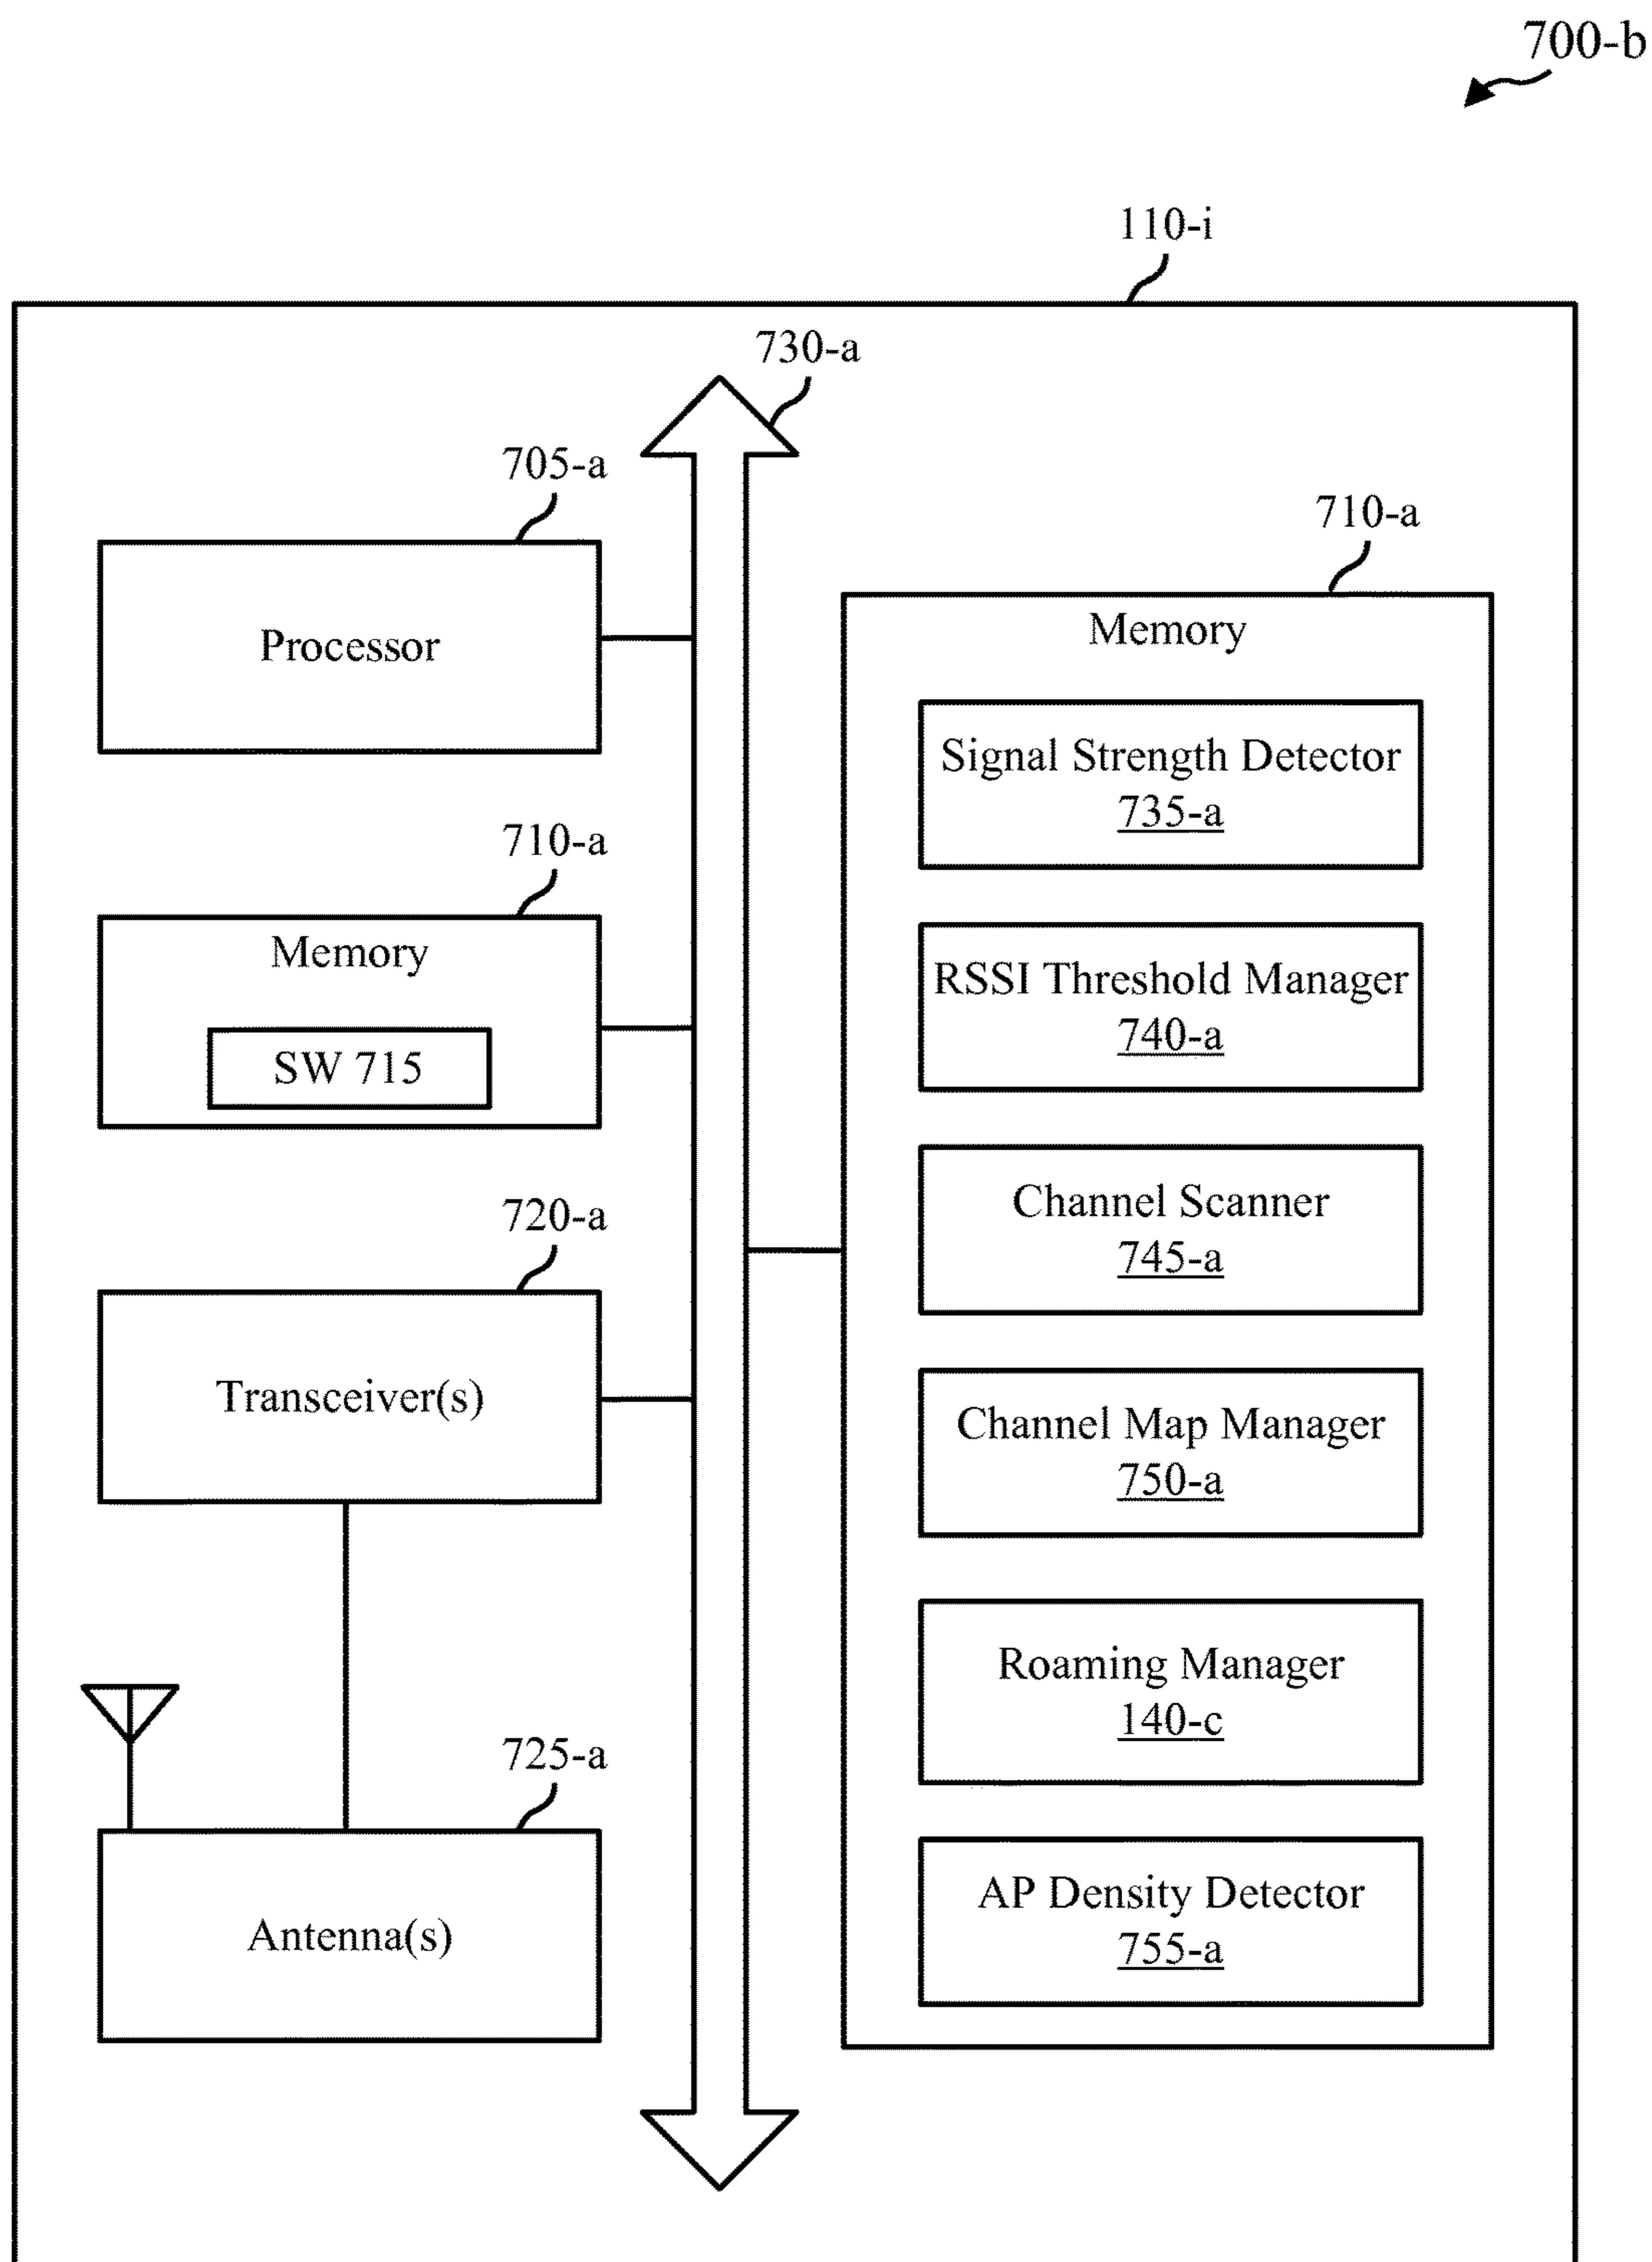 700-b
110-i
730-a
705-a
Processor
710-a
Memory
SW 715
720-a
Transceiver(s)
725-a
Antenna(s)
710-a
Memory
Signal Strength Detector
735-a
RSSI Threshold Manager
740-a
Channel Scanner
745-a
Channel Map Manager
750-a
Roaming Manager
140-c
AP Density Detector
755-a